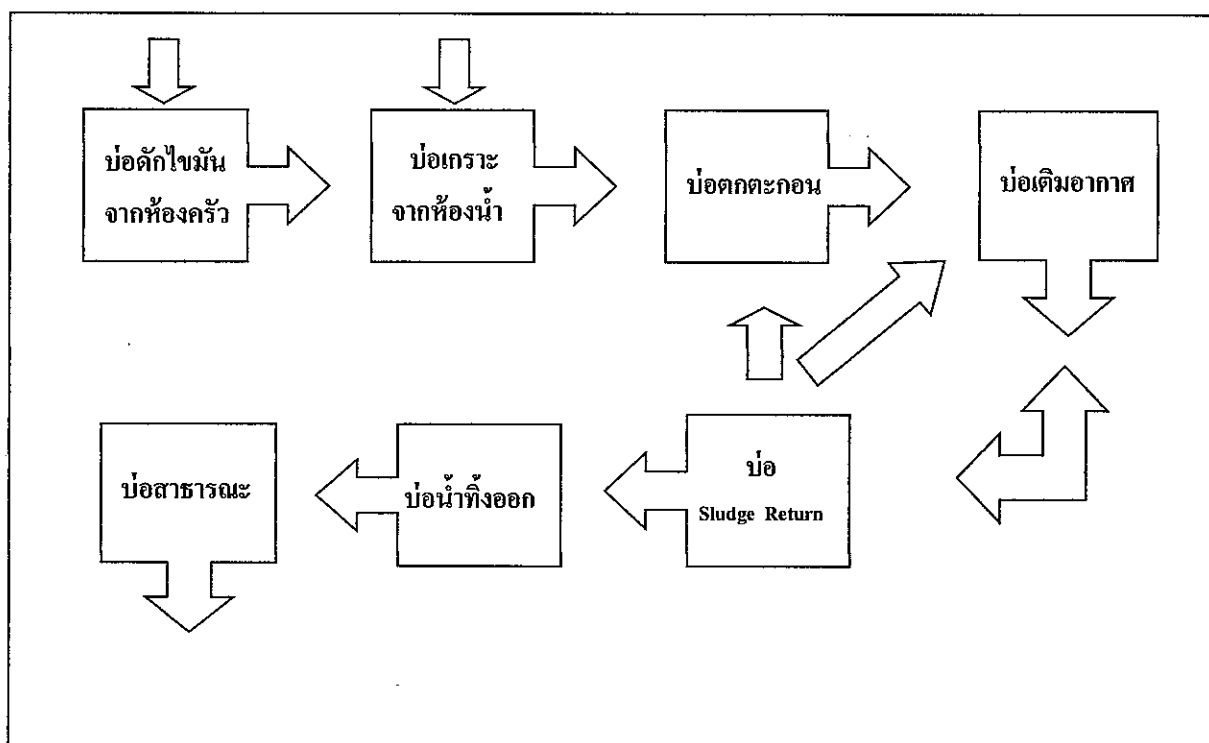 บ่อดักไขมัน
จากห้องครัว
บ่อเกราะ
จากห้องน้ำ
บ่อตกตะกอน
บ่อเติมอากาศ
บ่อสาธารณะ
บ่อน้ำทิ้งออก
บ่อ
Sludge Return